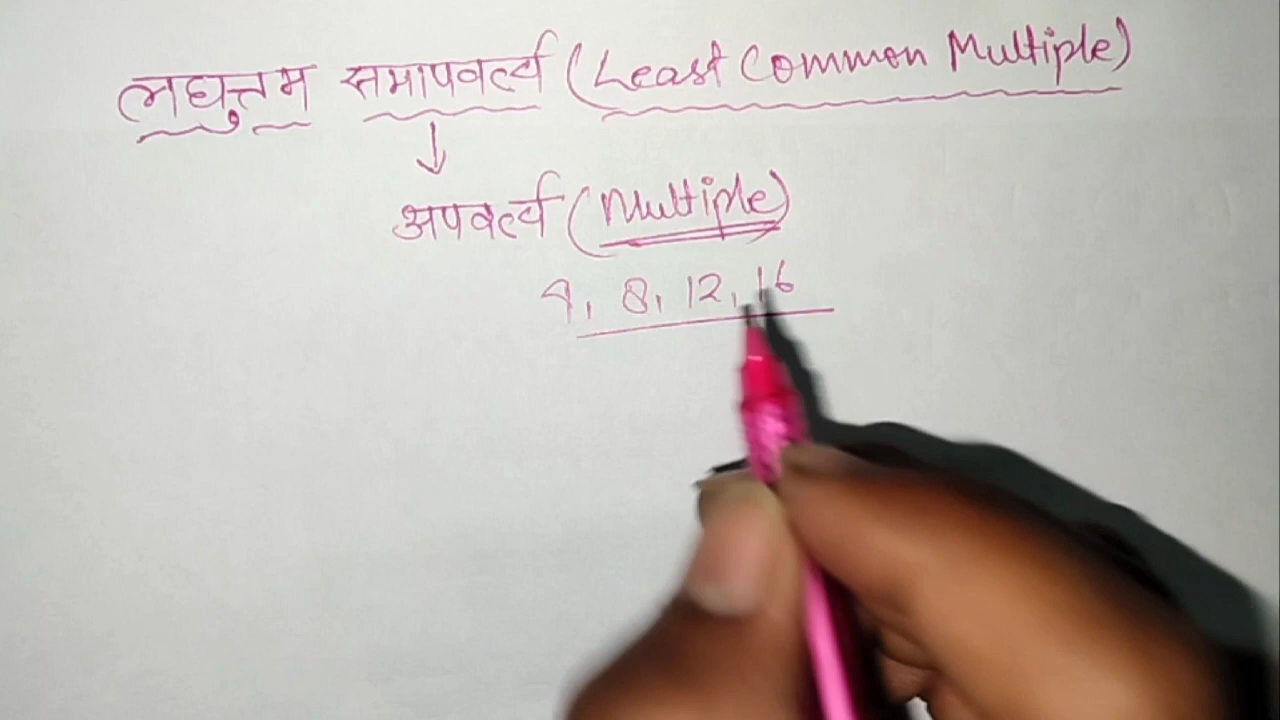 लघुत्तम समापवर्त्य (Least Common Multiple)
अपवर्त्य (Multiple)
4, 8, 12, 16